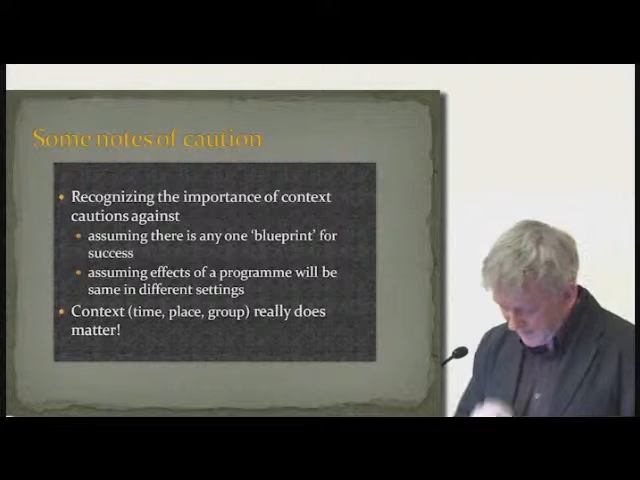 Some notes of caution
Recognizing the importance of context
cautions against
assuming there is any one 'blueprint' for
success
assuming effects of a programme will be
same in different settings
Context (time, place, group) really does
matter!